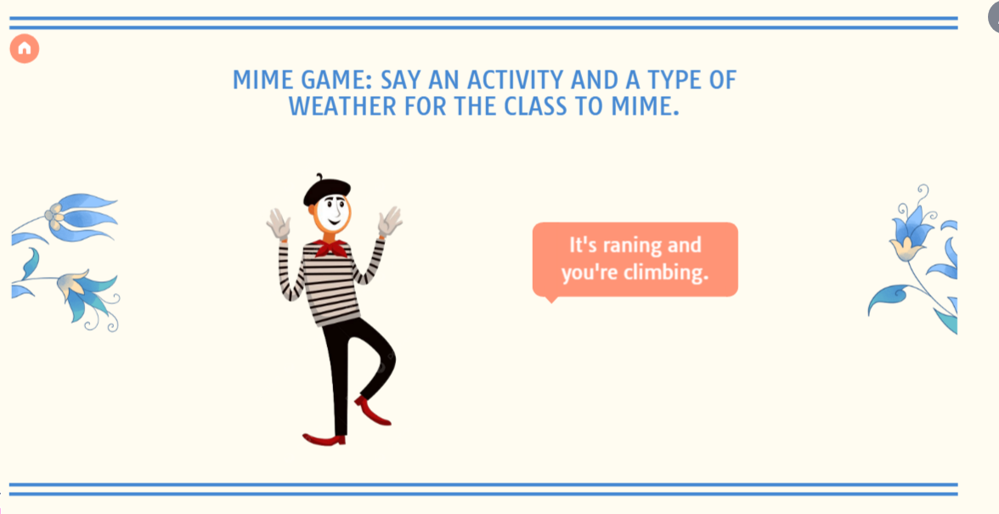 MIME GAME: SAY AN ACTIVITY AND A TYPE OF
WEATHER FOR THE CLASS TO MIME.
It's raning and
you're climbing.